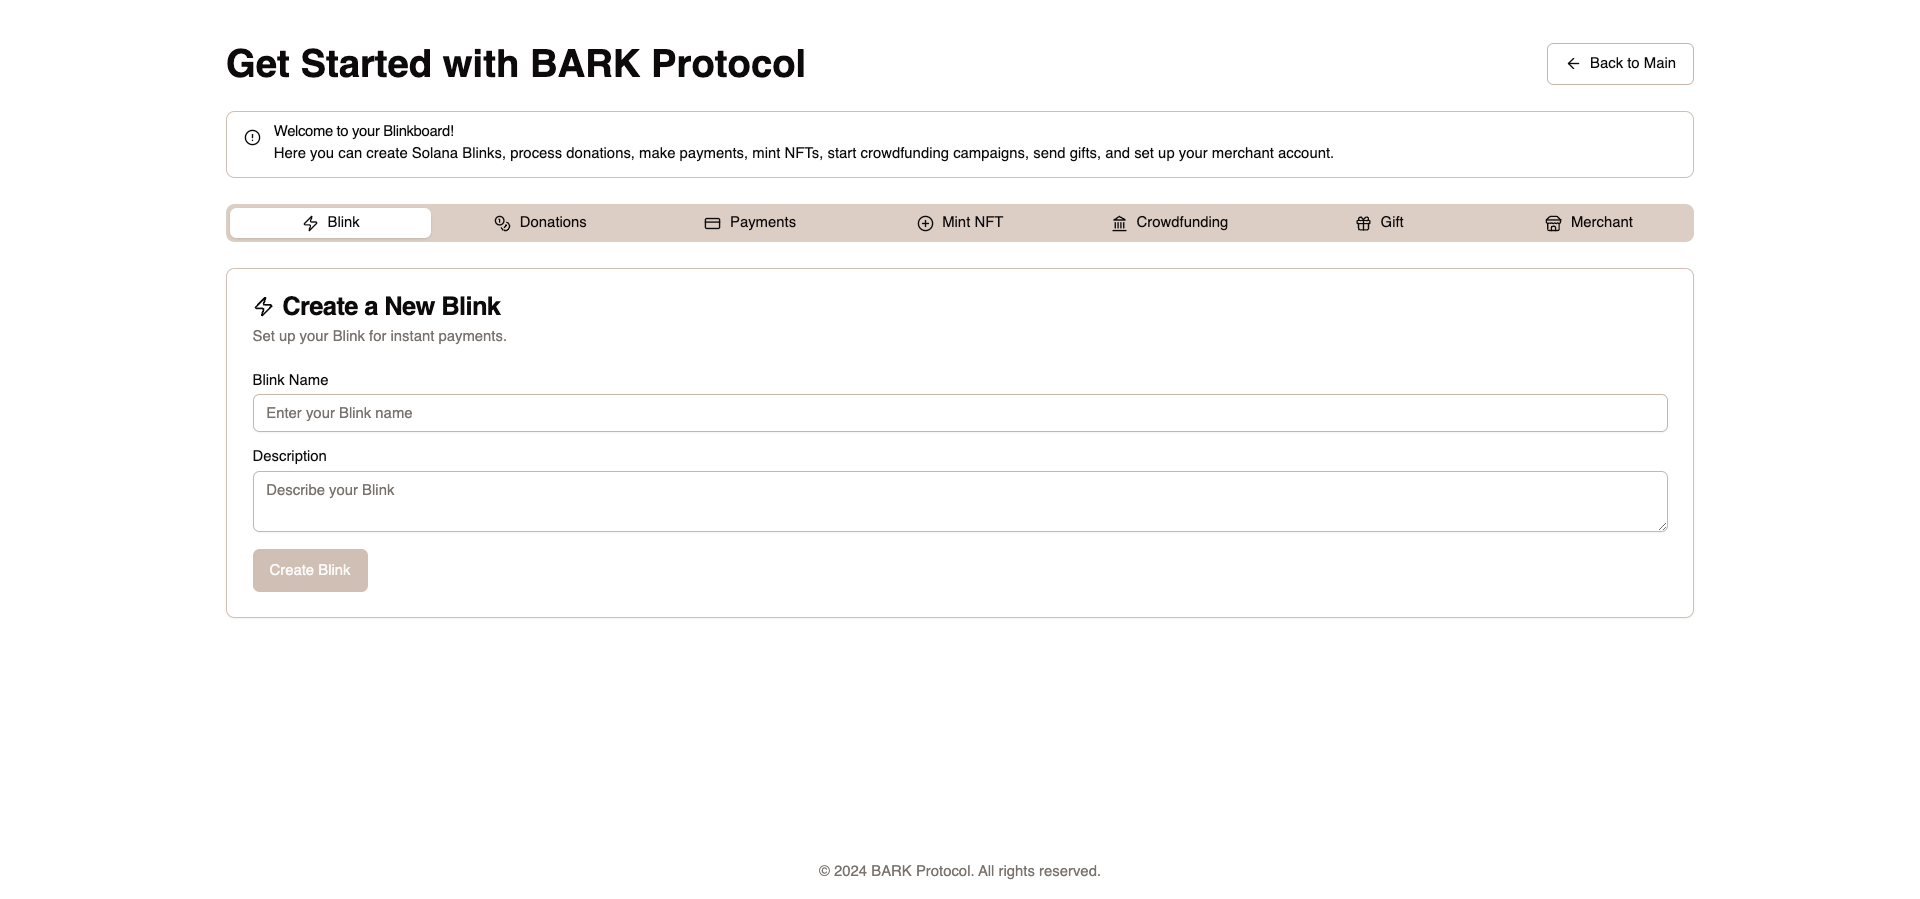 Get Started with BARK Protocol
Back to Main
Welcome to your Blinkboard!
Here you can create Solana Blinks, process donations, make payments, mint NFTs, start crowdfunding campaigns, send gifts, and set up your merchant account.
Blink
Donations
Payments
Mint NFT
Crowdfunding
Gift
Merchant
Create a New Blink
Set up your Blink for instant payments.
Blink Name
Enter your Blink name
Description
Describe your Blink
Create Blink
© 2024 BARK Protocol. All rights reserved.